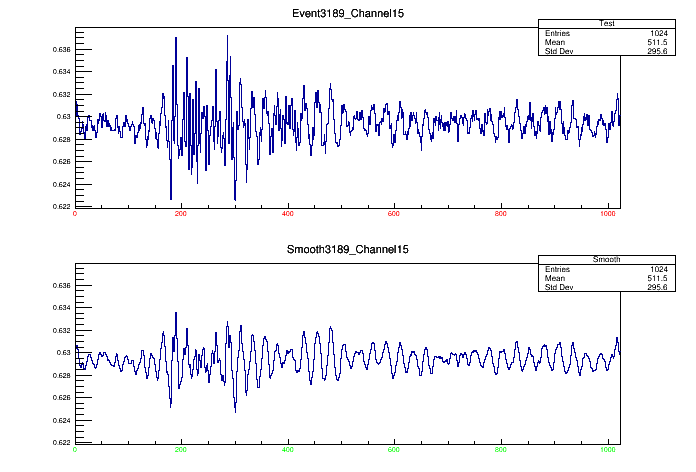 Event3189_Channel15
Test
Entries 1024
Mean 511.5
Std Dev 295.6
0.636
0.634
0.632
0.63
0.628
0.626
0.624
0.622
0 200 400 600 800 1000
Smooth3189_Channel15
Smooth
Entries 1024
Mean 511.5
Std Dev 295.6
0.636
0.634
0.632
0.63
0.628
0.626
0.624
0.622
0 200 400 600 800 1000